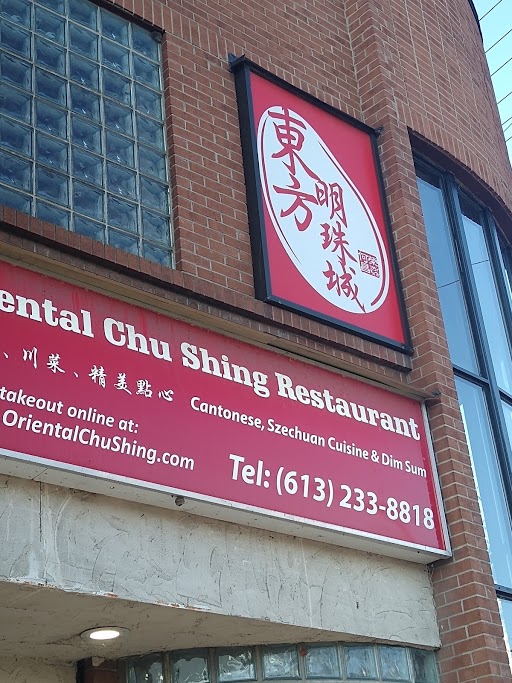 東方
明珠城
ental Chu Shing Restaurant
、川菜、精美點心 Cantonese, Szechuan Cuisine & Dim Sum
takeout online at:
OrientalChuShing.com
Tel: (613) 233-8818